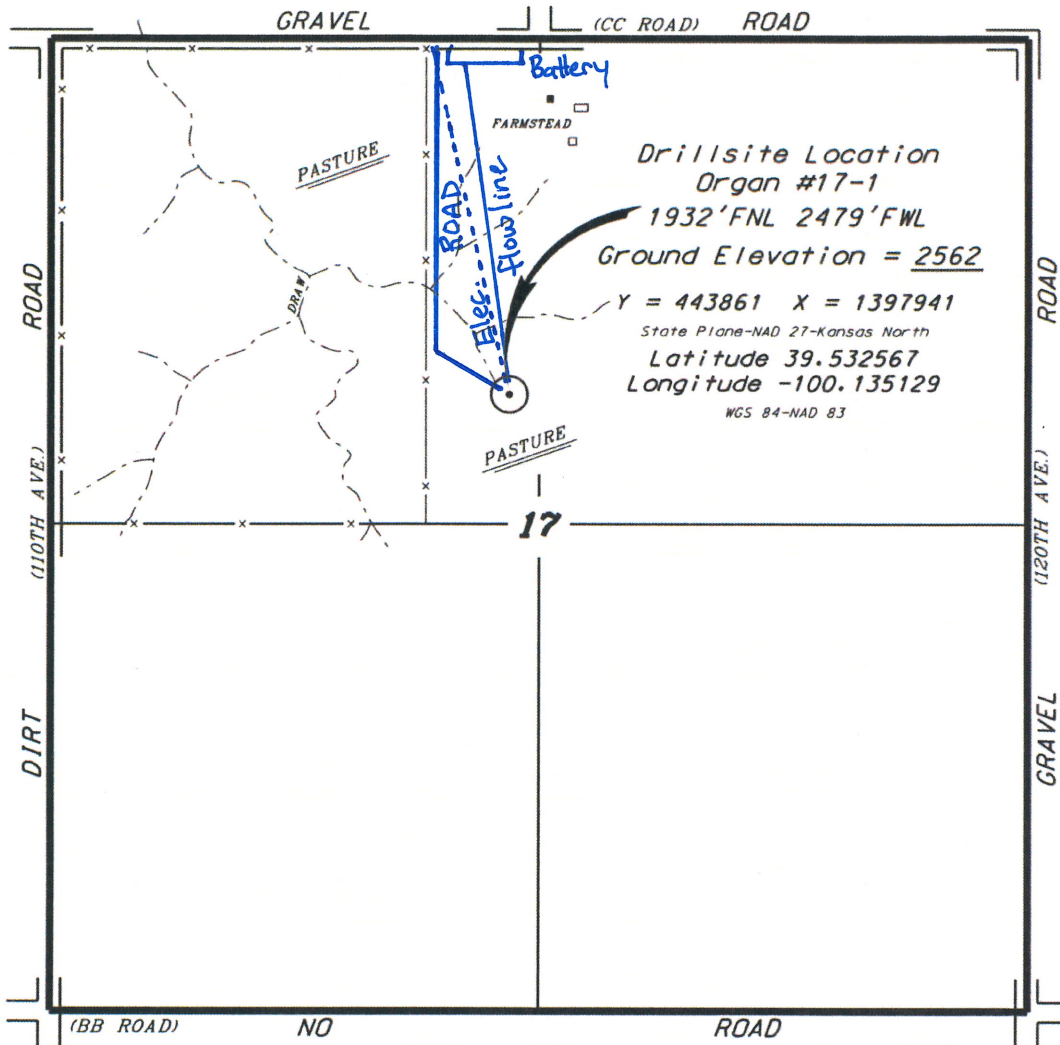 GRAVEL
(CC ROAD) ROAD
Battery
FARMSTEAD
PASTURE
Drillsite Location
Organ #17-1
1932'FNL 2479'FWL
Ground Elevation = 2562
Y = 443861 X = 1397941
State Plane-NAD 27-Kansas North
Latitude 39.532567
Longitude -100.135129
WGS 84-NAD 83
ROAD
flowline
Elec.
DRAW
PASTURE
ROAD
(110TH AVE.)
DIRT
17
ROAD
(120TH AVE.)
GRAVEL
(BB ROAD) NO ROAD